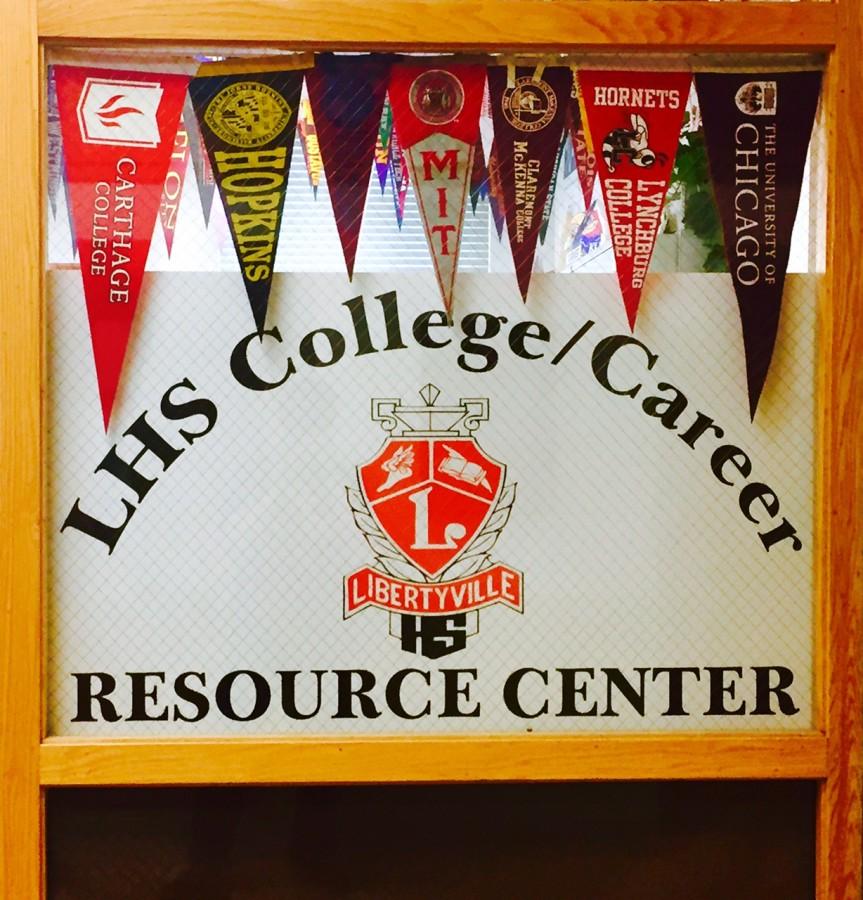 CARTHAGE
COLLEGE
HOPKINS
MIT
CLAREMONT
McKENNA COLLEGE
HORNETS
LYNCHBURG
COLLEGE
THE UNIVERSITY OF
CHICAGO
LHS College/Career
L
LIBERTYVILLE
HS
RESOURCE CENTER